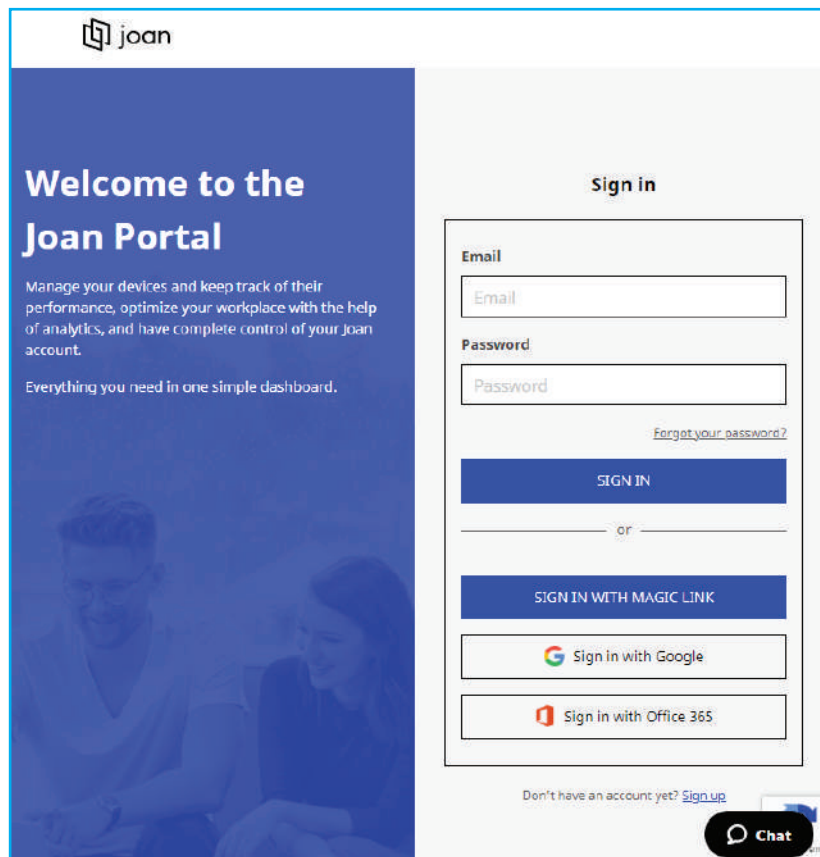 joan
Welcome to the
Joan Portal
Manage your devices and keep track of their
performance, optimize your workplace with the help
of analytics, and have complete control of your Joan
account.
Everything you need in one simple dashboard.
Sign in
Email
Email
Password
Password
Forgot your password?
SIGN IN
or
SIGN IN WITH MAGIC LINK
Sign in with Google
Sign in with Office 365
Don't have an account yet? Sign up
Chat